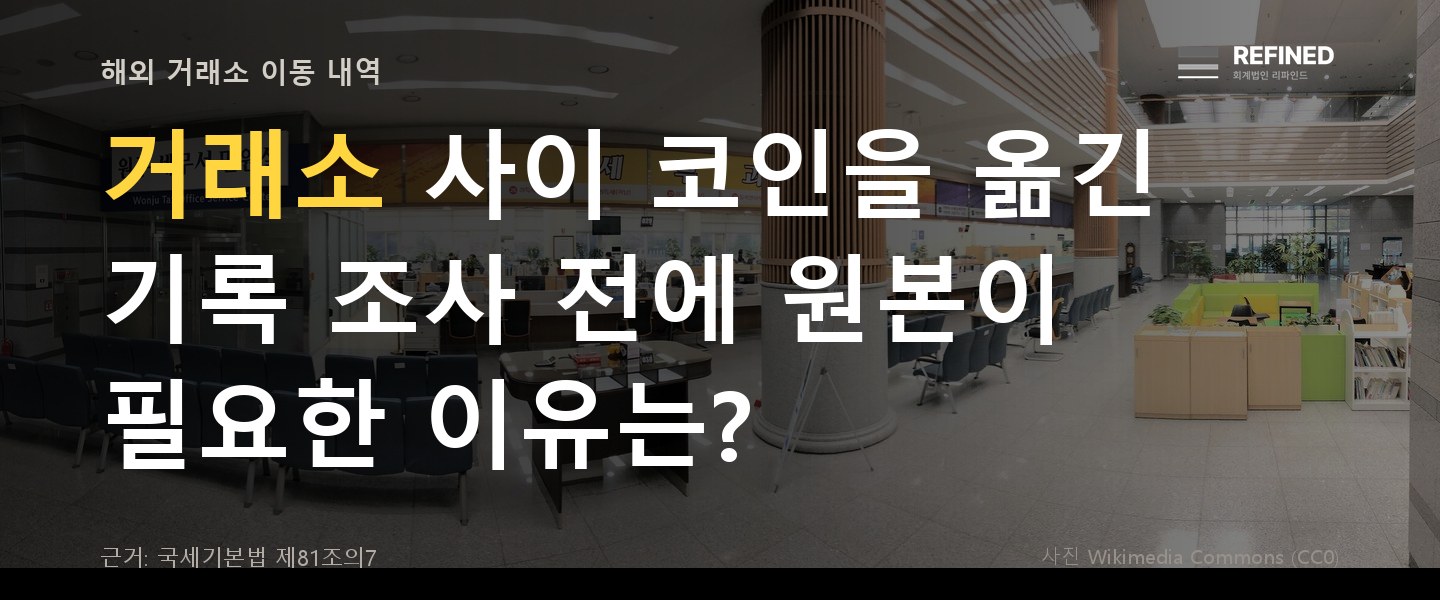 해외 거래소 이동 내역
REFINED
회계법인 리파인드
거래소 사이 코인을 옮긴
기록 조사 전에 원본이
필요한 이유는?
근거: 국세기본법 제81조의7
사진 Wikimedia Commons (CC0)